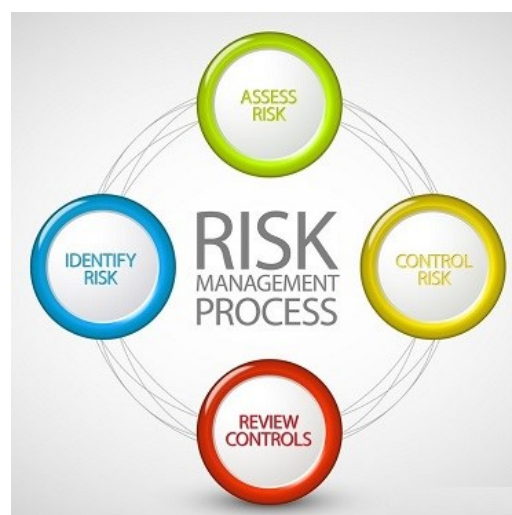 ASSESS
RISK
IDENTIFY
RISK
RISK
MANAGEMENT
PROCESS
CONTROL
RISK
REVIEW
CONTROLS